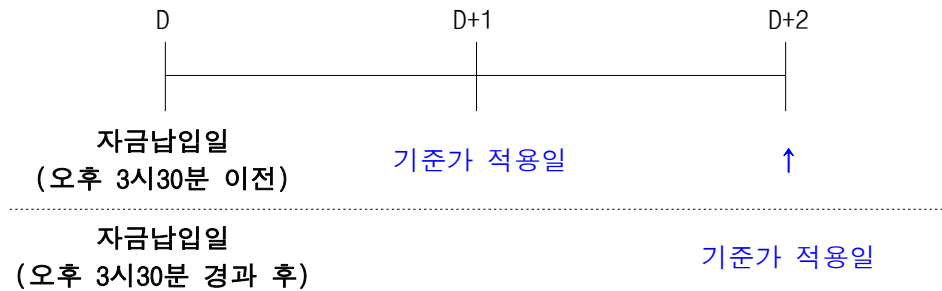 D D+1 D+2
자금납입일
(오후 3시30분 이전)
기준가 적용일
↑
자금납입일
(오후 3시30분 경과 후)
기준가 적용일